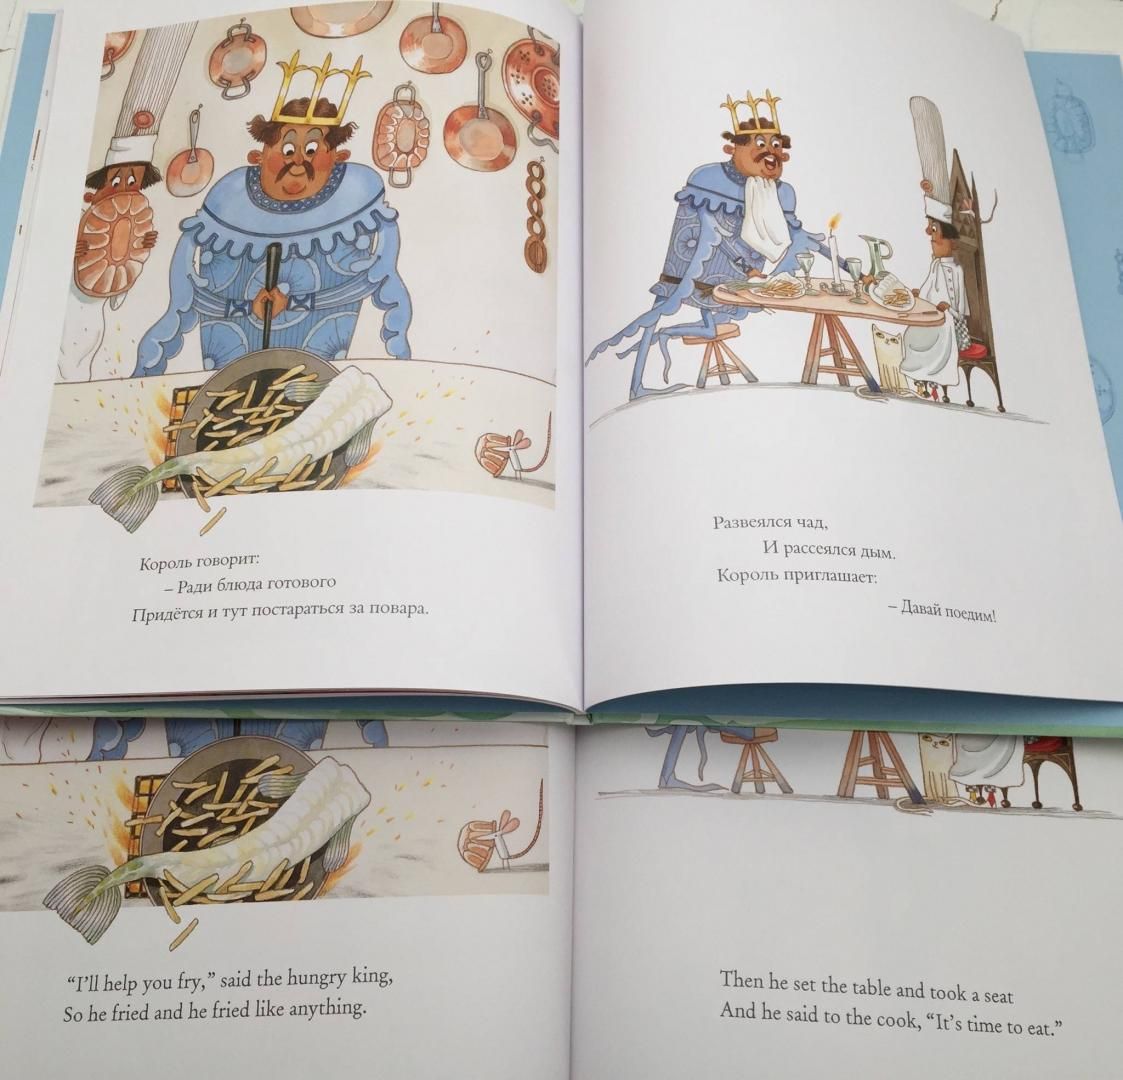 Король говорит:
– Ради блюда готового
Придётся и тут постараться за повара.
Развеялся чад,
И рассеялся дым.
Король приглашает:
– Давай поедим!
“I’ll help you fry,” said the hungry king,
So he fried and he fried like anything.
Then he set the table and took a seat
And he said to the cook, “It’s time to eat.”